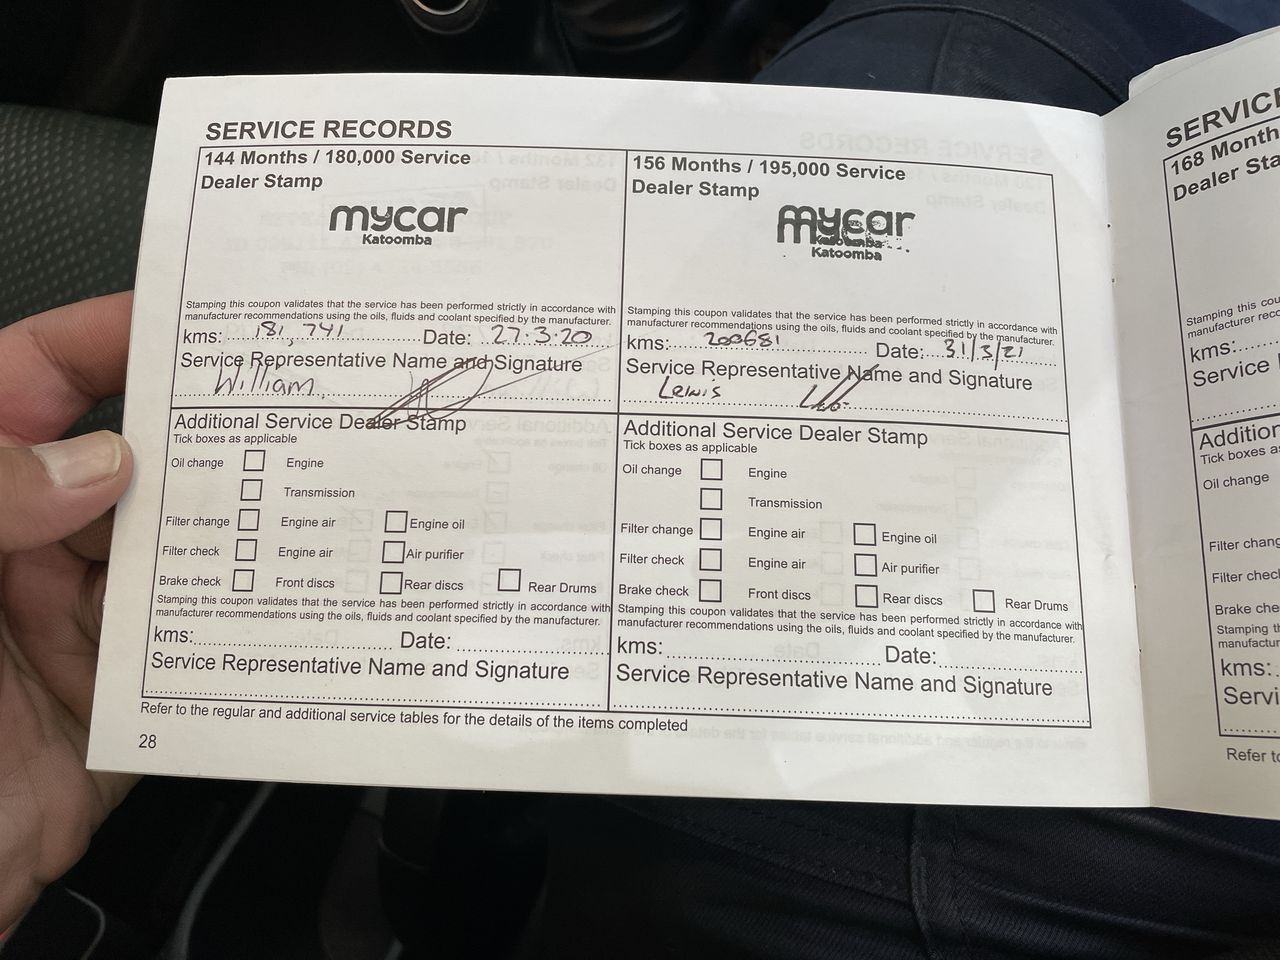 SERVICE RECORDS
144 Months / 180,000 Service
Dealer Stamp
mycar
Katoomba
Stamping this coupon validates that the service has been performed strictly in accordance with
manufacturer recommendations using the oils, fluids and coolant specified by the manufacturer.
kms: 181,741 Date: 27.3.20
Service Representative Name and Signature
William
Additional Service Dealer Stamp
Tick boxes as applicable
Oil change Engine
Transmission
Filter change Engine air Engine oil
Filter check Engine air Air purifier
Brake check Front discs Rear discs Rear Drums
Stamping this coupon validates that the service has been performed strictly in accordance with
manufacturer recommendations using the oils, fluids and coolant specified by the manufacturer.
kms: Date:
Service Representative Name and Signature
156 Months / 195,000 Service
Dealer Stamp
mycar
Katoomba
Katoomba
Stamping this coupon validates that the service has been performed strictly in accordance with
manufacturer recommendations using the oils, fluids and coolant specified by the manufacturer.
kms: 200681 Date: 31/3/21
Service Representative Name and Signature
Lewis
Additional Service Dealer Stamp
Tick boxes as applicable
Oil change Engine
Transmission
Filter change Engine air Engine oil
Filter check Engine air Air purifier
Brake check Front discs Rear discs Rear Drums
Stamping this coupon validates that the service has been performed strictly in accordance with
manufacturer recommendations using the oils, fluids and coolant specified by the manufacturer.
kms: Date:
Service Representative Name and Signature
Refer to the regular and additional service tables for the details of the items completed
28
SERVICE
168 Month
Dealer Sta
Stamping this cou
manufacturer reco
kms:
Service
Addition
Tick boxes as
Oil change
Filter chang
Filter check
Brake che
Stamping th
manufactur
kms:
Servi
Refer to